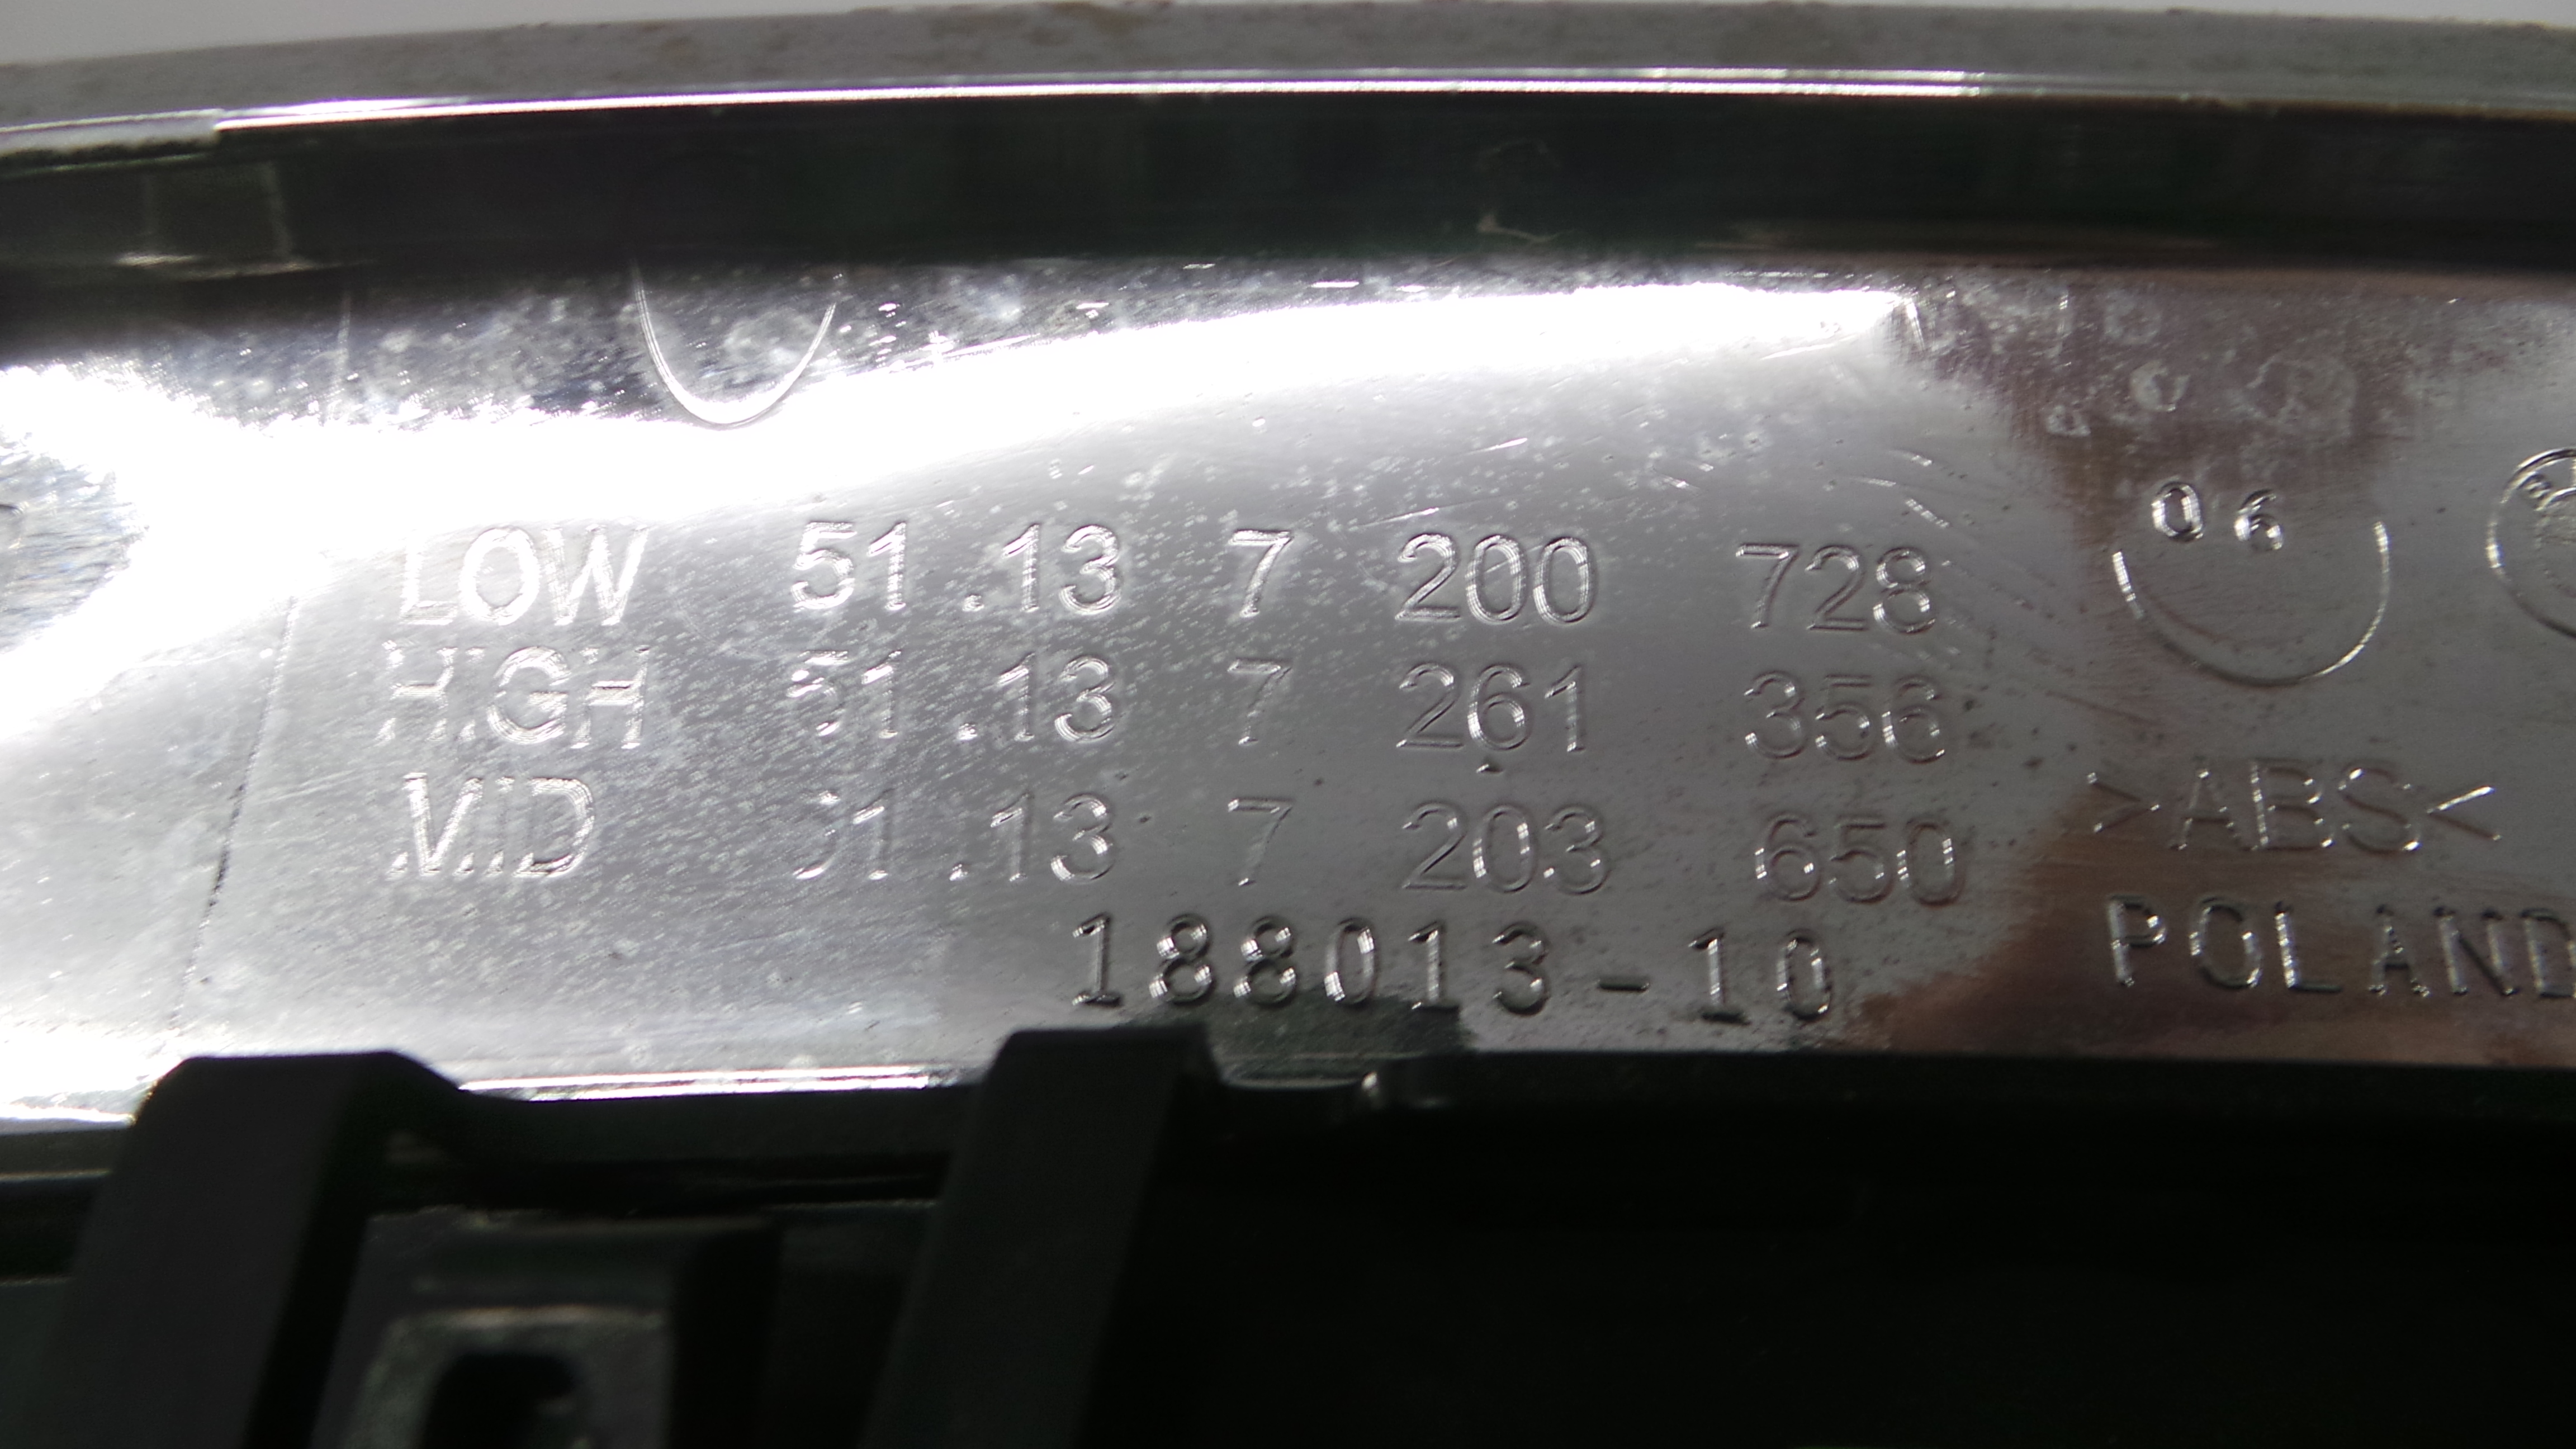 LOW 51.13 7 200 728
HIGH 51.13 7 261 356
MID 51.13 7 203 650
188013-10
06
>ABS<
POLAND